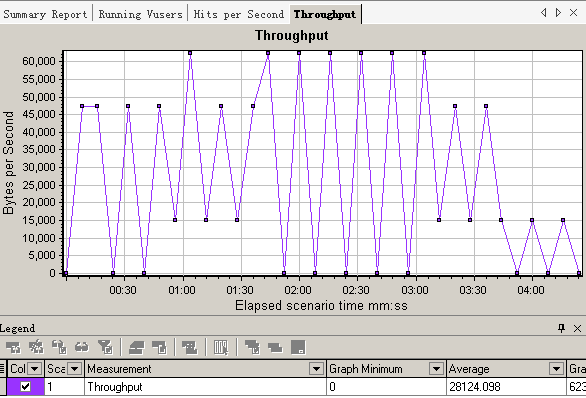 Summary Report Running Vusers Hits per Second Throughput
Throughput
60,000
55,000
50,000
45,000
40,000
35,000
30,000
25,000
20,000
15,000
10,000
5,000
0
Bytes per Second
00:30 01:00 01:30 02:00 02:30 03:00 03:30 04:00
Elapsed scenario time mm:ss
Legend
Col Sca Measurement Graph Minimum Average Gra
1 Throughput 0 28124.098 623